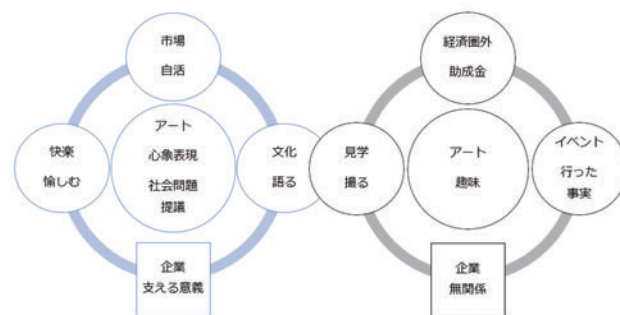 市場
自活
快楽
愉しむ
アート
心象表現
社会問題
提議
文化
語る
企業
支える意義
経済圏外
助成金
見学
撮る
アート
趣味
イベント
行った
事実
企業
無関係